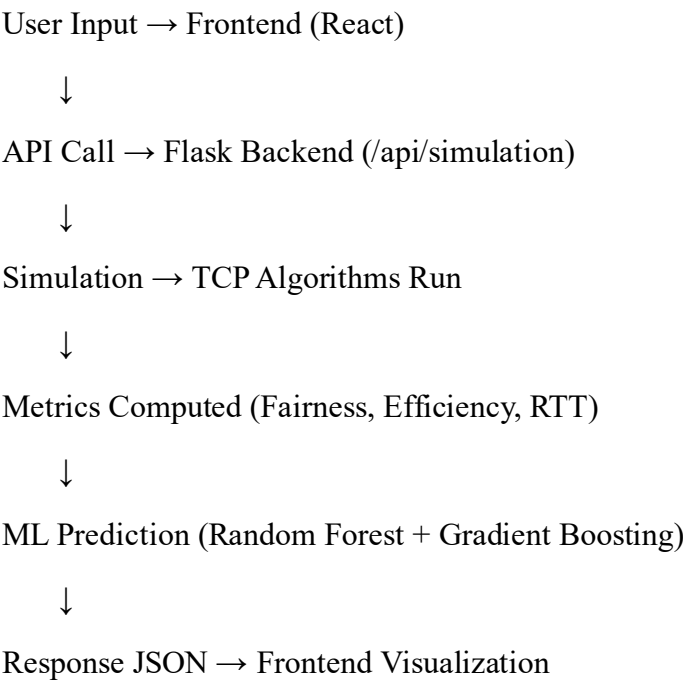 User Input → Frontend (React)
↓
API Call → Flask Backend (/api/simulation)
↓
Simulation → TCP Algorithms Run
↓
Metrics Computed (Fairness, Efficiency, RTT)
↓
ML Prediction (Random Forest + Gradient Boosting)
↓
Response JSON → Frontend Visualization